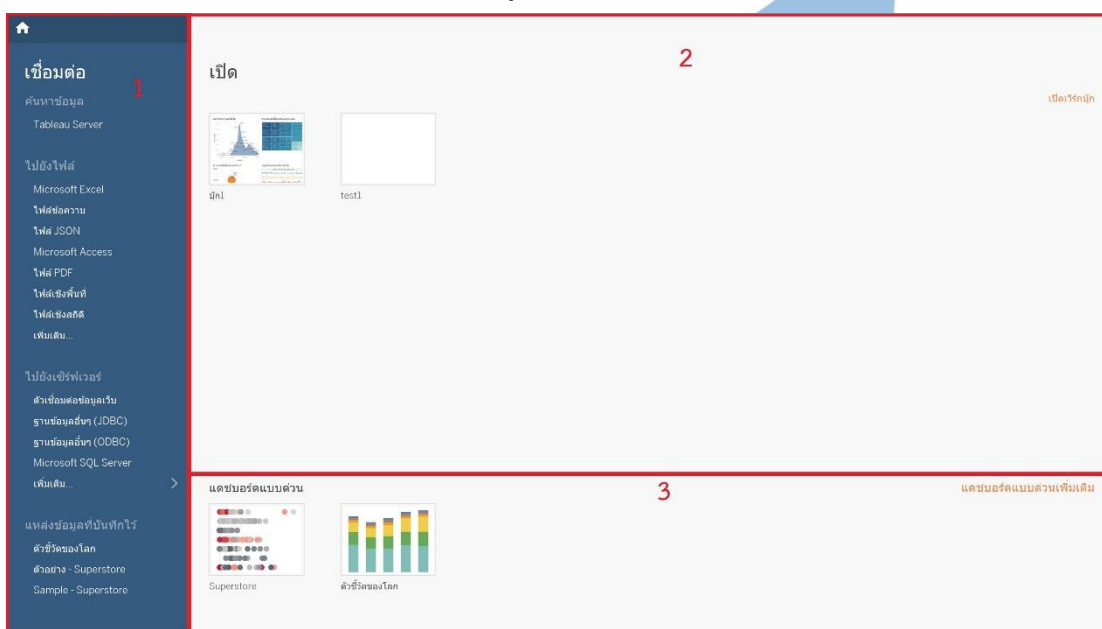 เชื่อมต่อ
1
ค้นหาข้อมูล
Tableau Server
ไปยังไฟล์
Microsoft Excel
ไฟล์ข้อความ
ไฟล์ JSON
Microsoft Access
ไฟล์ PDF
ไฟล์เชิงพื้นที่
ไฟล์เชิงสถิติ
เพิ่มเติม...
ไปยังเซิร์ฟเวอร์
ตัวเชื่อมต่อข้อมูลเว็บ
ฐานข้อมูลอื่นๆ (JDBC)
ฐานข้อมูลอื่นๆ (ODBC)
Microsoft SQL Server
เพิ่มเติม...
แหล่งข้อมูลที่บันทึกไว้
ตัวชี้วัดของโลก
ตัวอย่าง - Superstore
Sample - Superstore
2
เปิด
เปิดเวิร์กบุ๊ก
บุ๊ก1
test1
3
แดชบอร์ดแบบด่วน
แดชบอร์ดแบบด่วนเพิ่มเติม
Superstore
ตัวชี้วัดของโลก